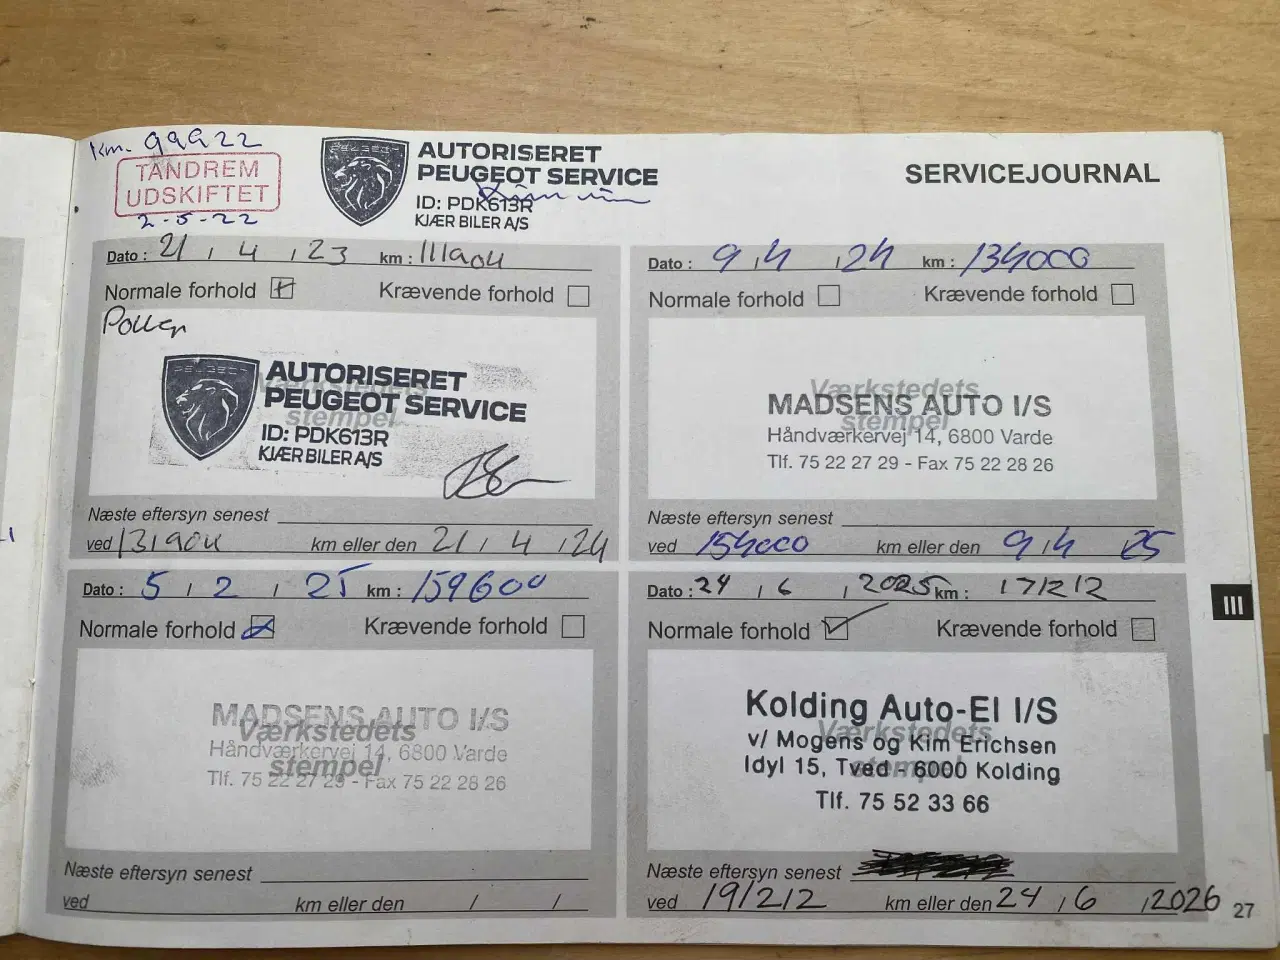 km. 99922
TANDREM
UDSKIFTET
2-5-22
PEUGEOT
AUTORISERET
PEUGEOT SERVICE
ID: PDK613R
KJÆR BILER A/S
SERVICEJOURNAL
Dato : 21 / 4 / 23 km : 111904
Normale forhold Krævende forhold
Pollen
PEUGEOT
AUTORISERET
PEUGEOT SERVICE
ID: PDK613R
KJÆR BILER A/S
Værkstedets
stempel
Næste eftersyn senest
ved 131904 km eller den 21 / 4 / 24
Dato : 9 / 4 / 24 km : 134000
Normale forhold Krævende forhold
Værkstedets
MADSENS AUTO I/S
stempel
Håndværkervej 14, 6800 Varde
Tlf. 75 22 27 29 - Fax 75 22 28 26
Næste eftersyn senest
ved 154000 km eller den 9 / 4 25
Dato : 5 / 2 / 25 km : 159600
Normale forhold Krævende forhold
MADSENS AUTO I/S
Værkstedets
Håndværkervej 14, 6800 Varde
stempel
Tlf. 75 22 27 29 - Fax 75 22 28 26
Næste eftersyn senest
ved km eller den / /
Dato : 24 / 6 / 2025 km : 171212
Normale forhold Krævende forhold
Kolding Auto-El I/S
Værkstedets
v/ Mogens og Kim Erichsen
stempel
Idyl 15, Tved - 6000 Kolding
Tlf. 75 52 33 66
Næste eftersyn senest
ved 191212 km eller den 24 / 6 / 2026
III
27